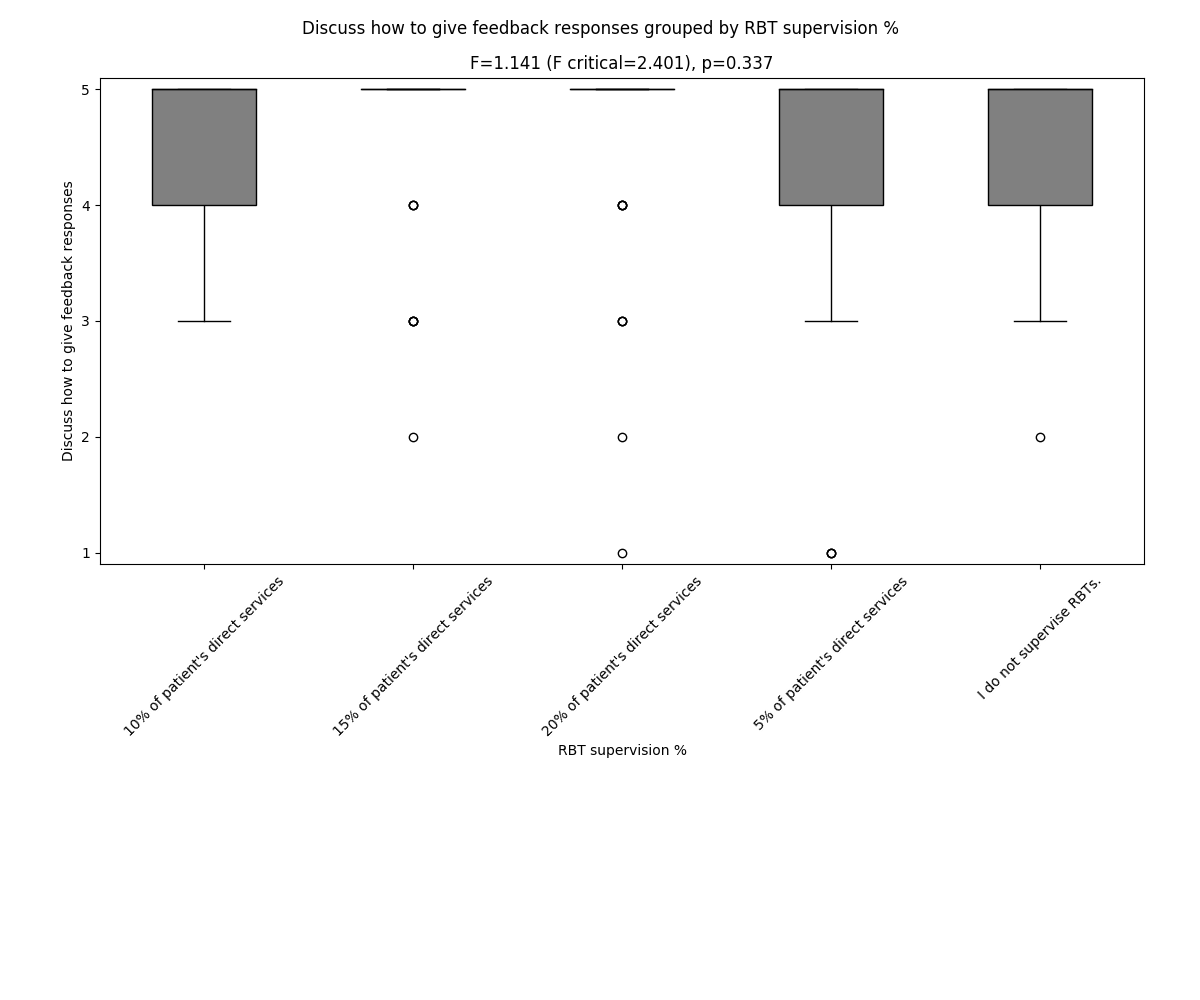 Discuss how to give feedback responses grouped by RBT supervision %
F=1.141 (F critical=2.401), p=0.337
Discuss how to give feedback responses
5
4
3
2
1
10% of patient's direct services
15% of patient's direct services
20% of patient's direct services
5% of patient's direct services
I do not supervise RBTs.
RBT supervision %